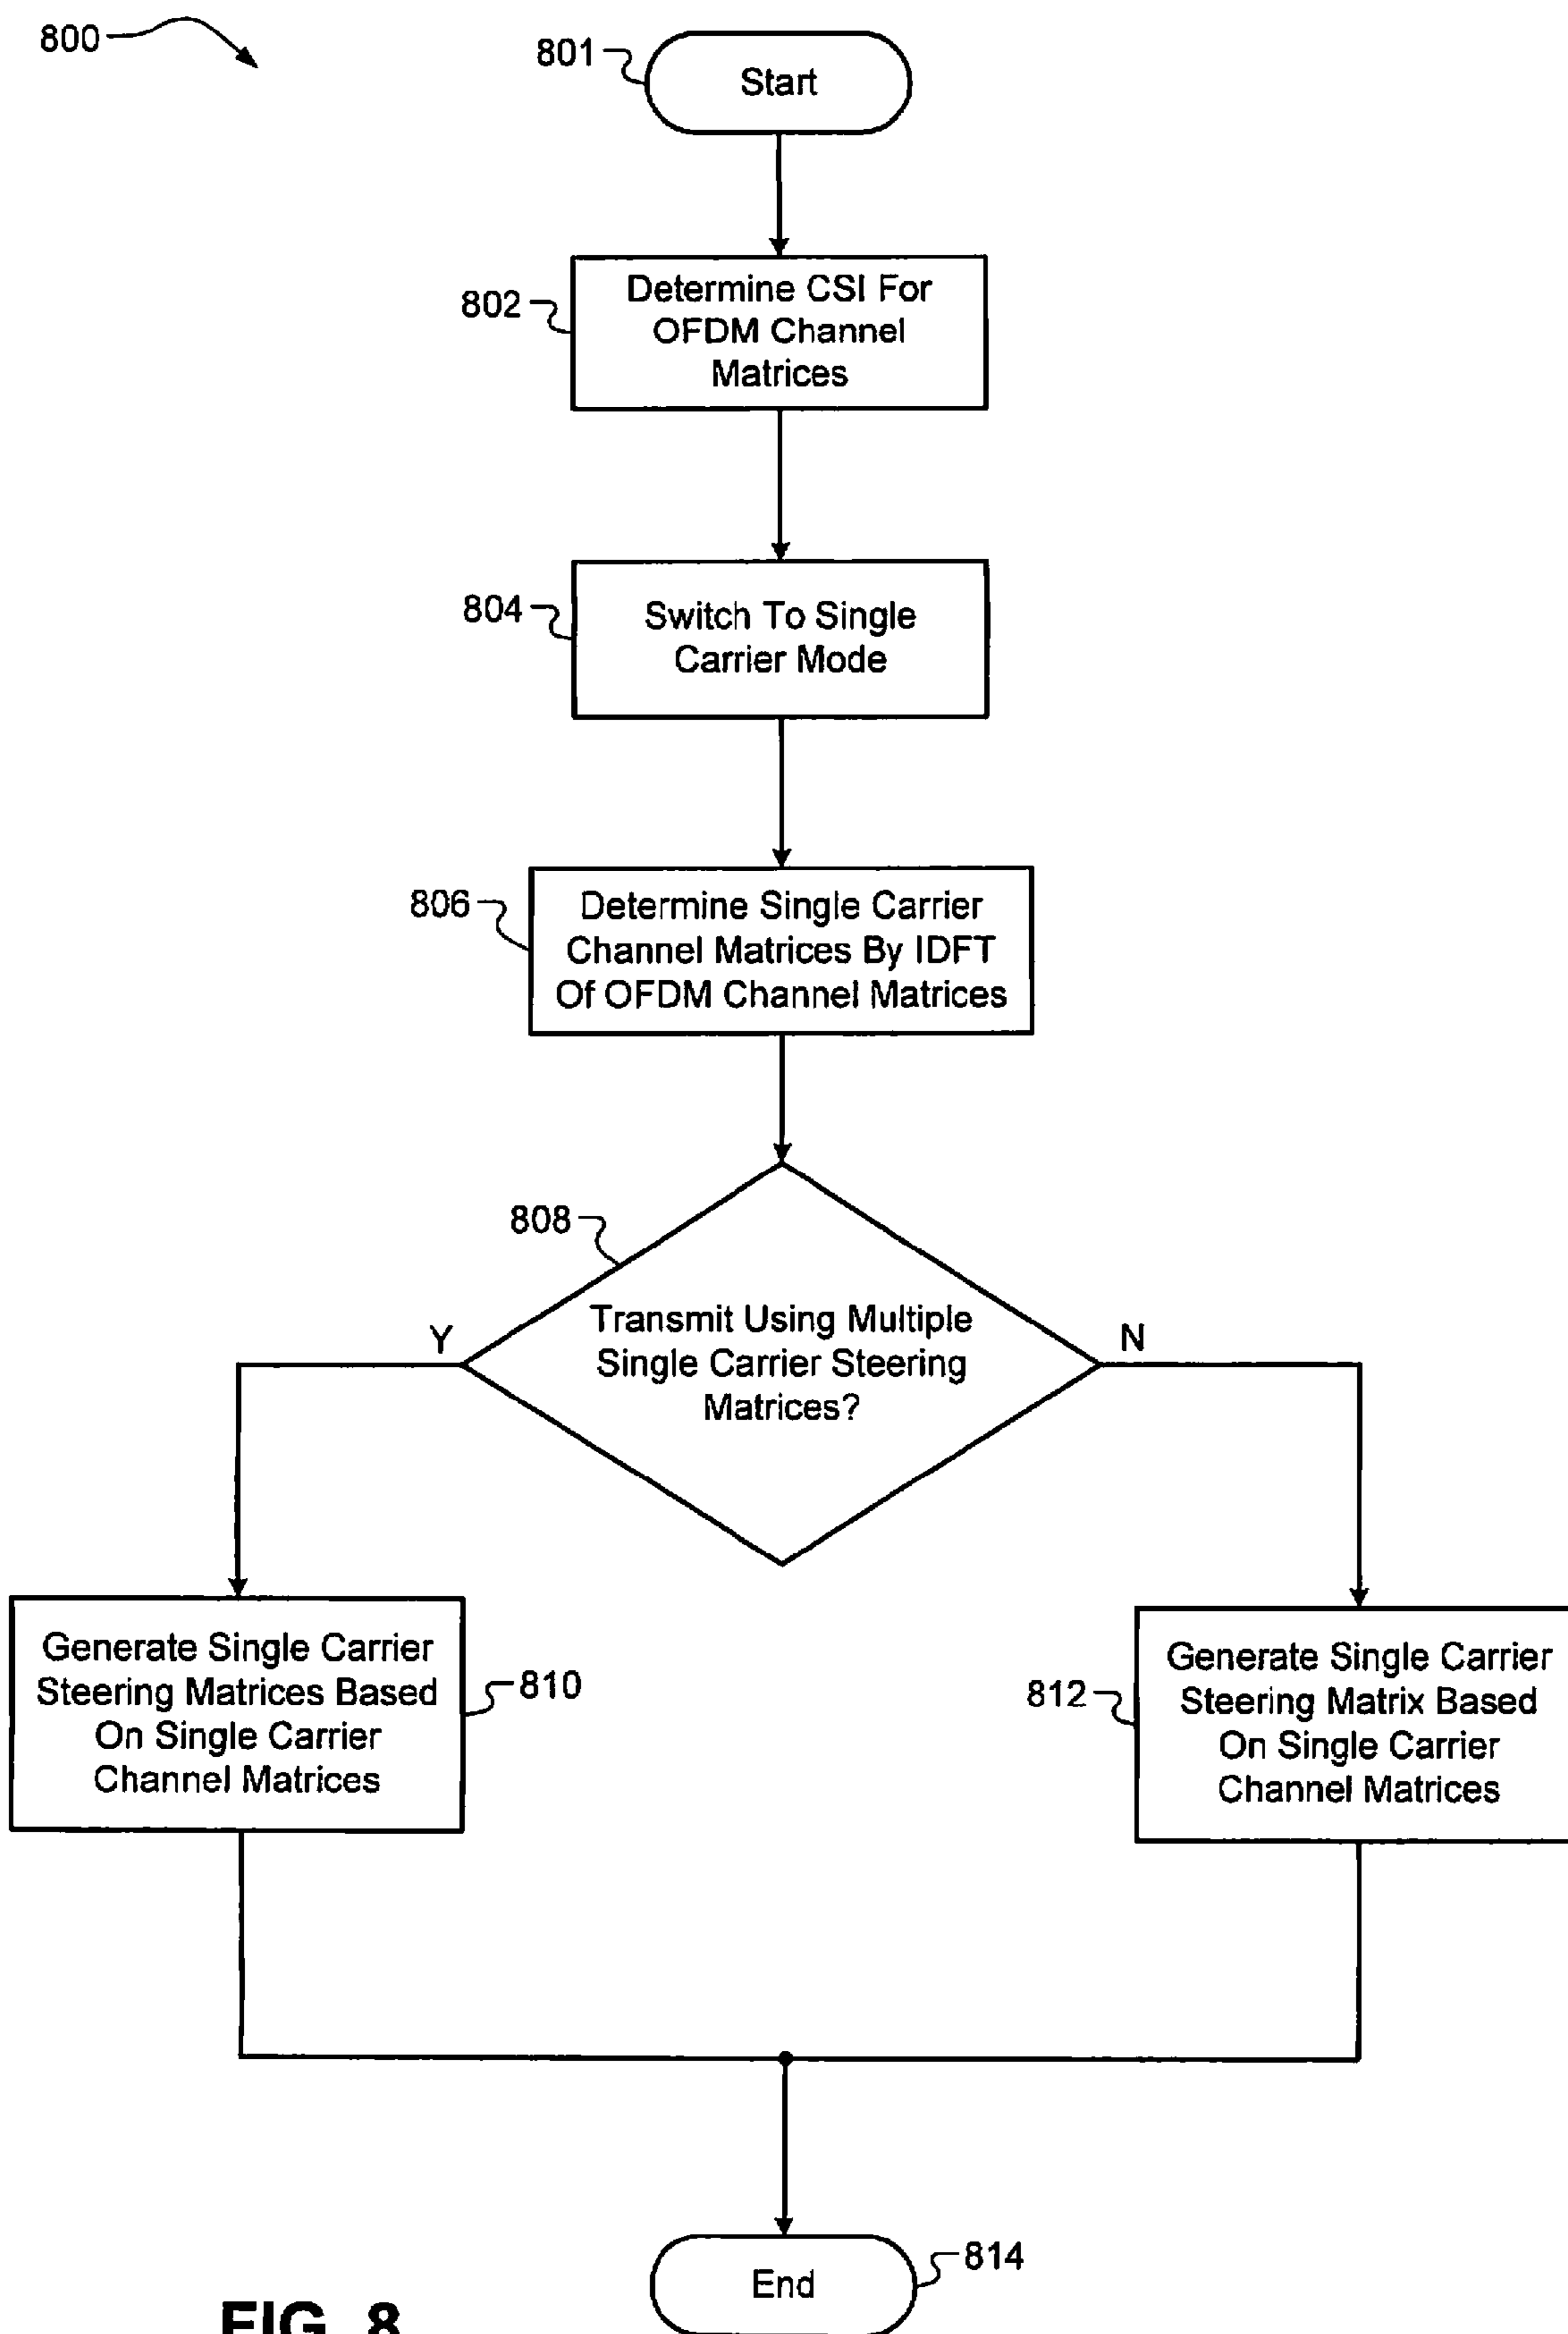 800
801
Start
802
Determine CSI For
OFDM Channel
Matrices
804
Switch To Single
Carrier Mode
806
Determine Single Carrier
Channel Matrices By IDFT
Of OFDM Channel Matrices
808
Transmit Using Multiple
Single Carrier Steering
Matrices?
Y
N
Generate Single Carrier
Steering Matrices Based
On Single Carrier
Channel Matrices
810
812
Generate Single Carrier
Steering Matrix Based
On Single Carrier
Channel Matrices
End
814
FIG. 8